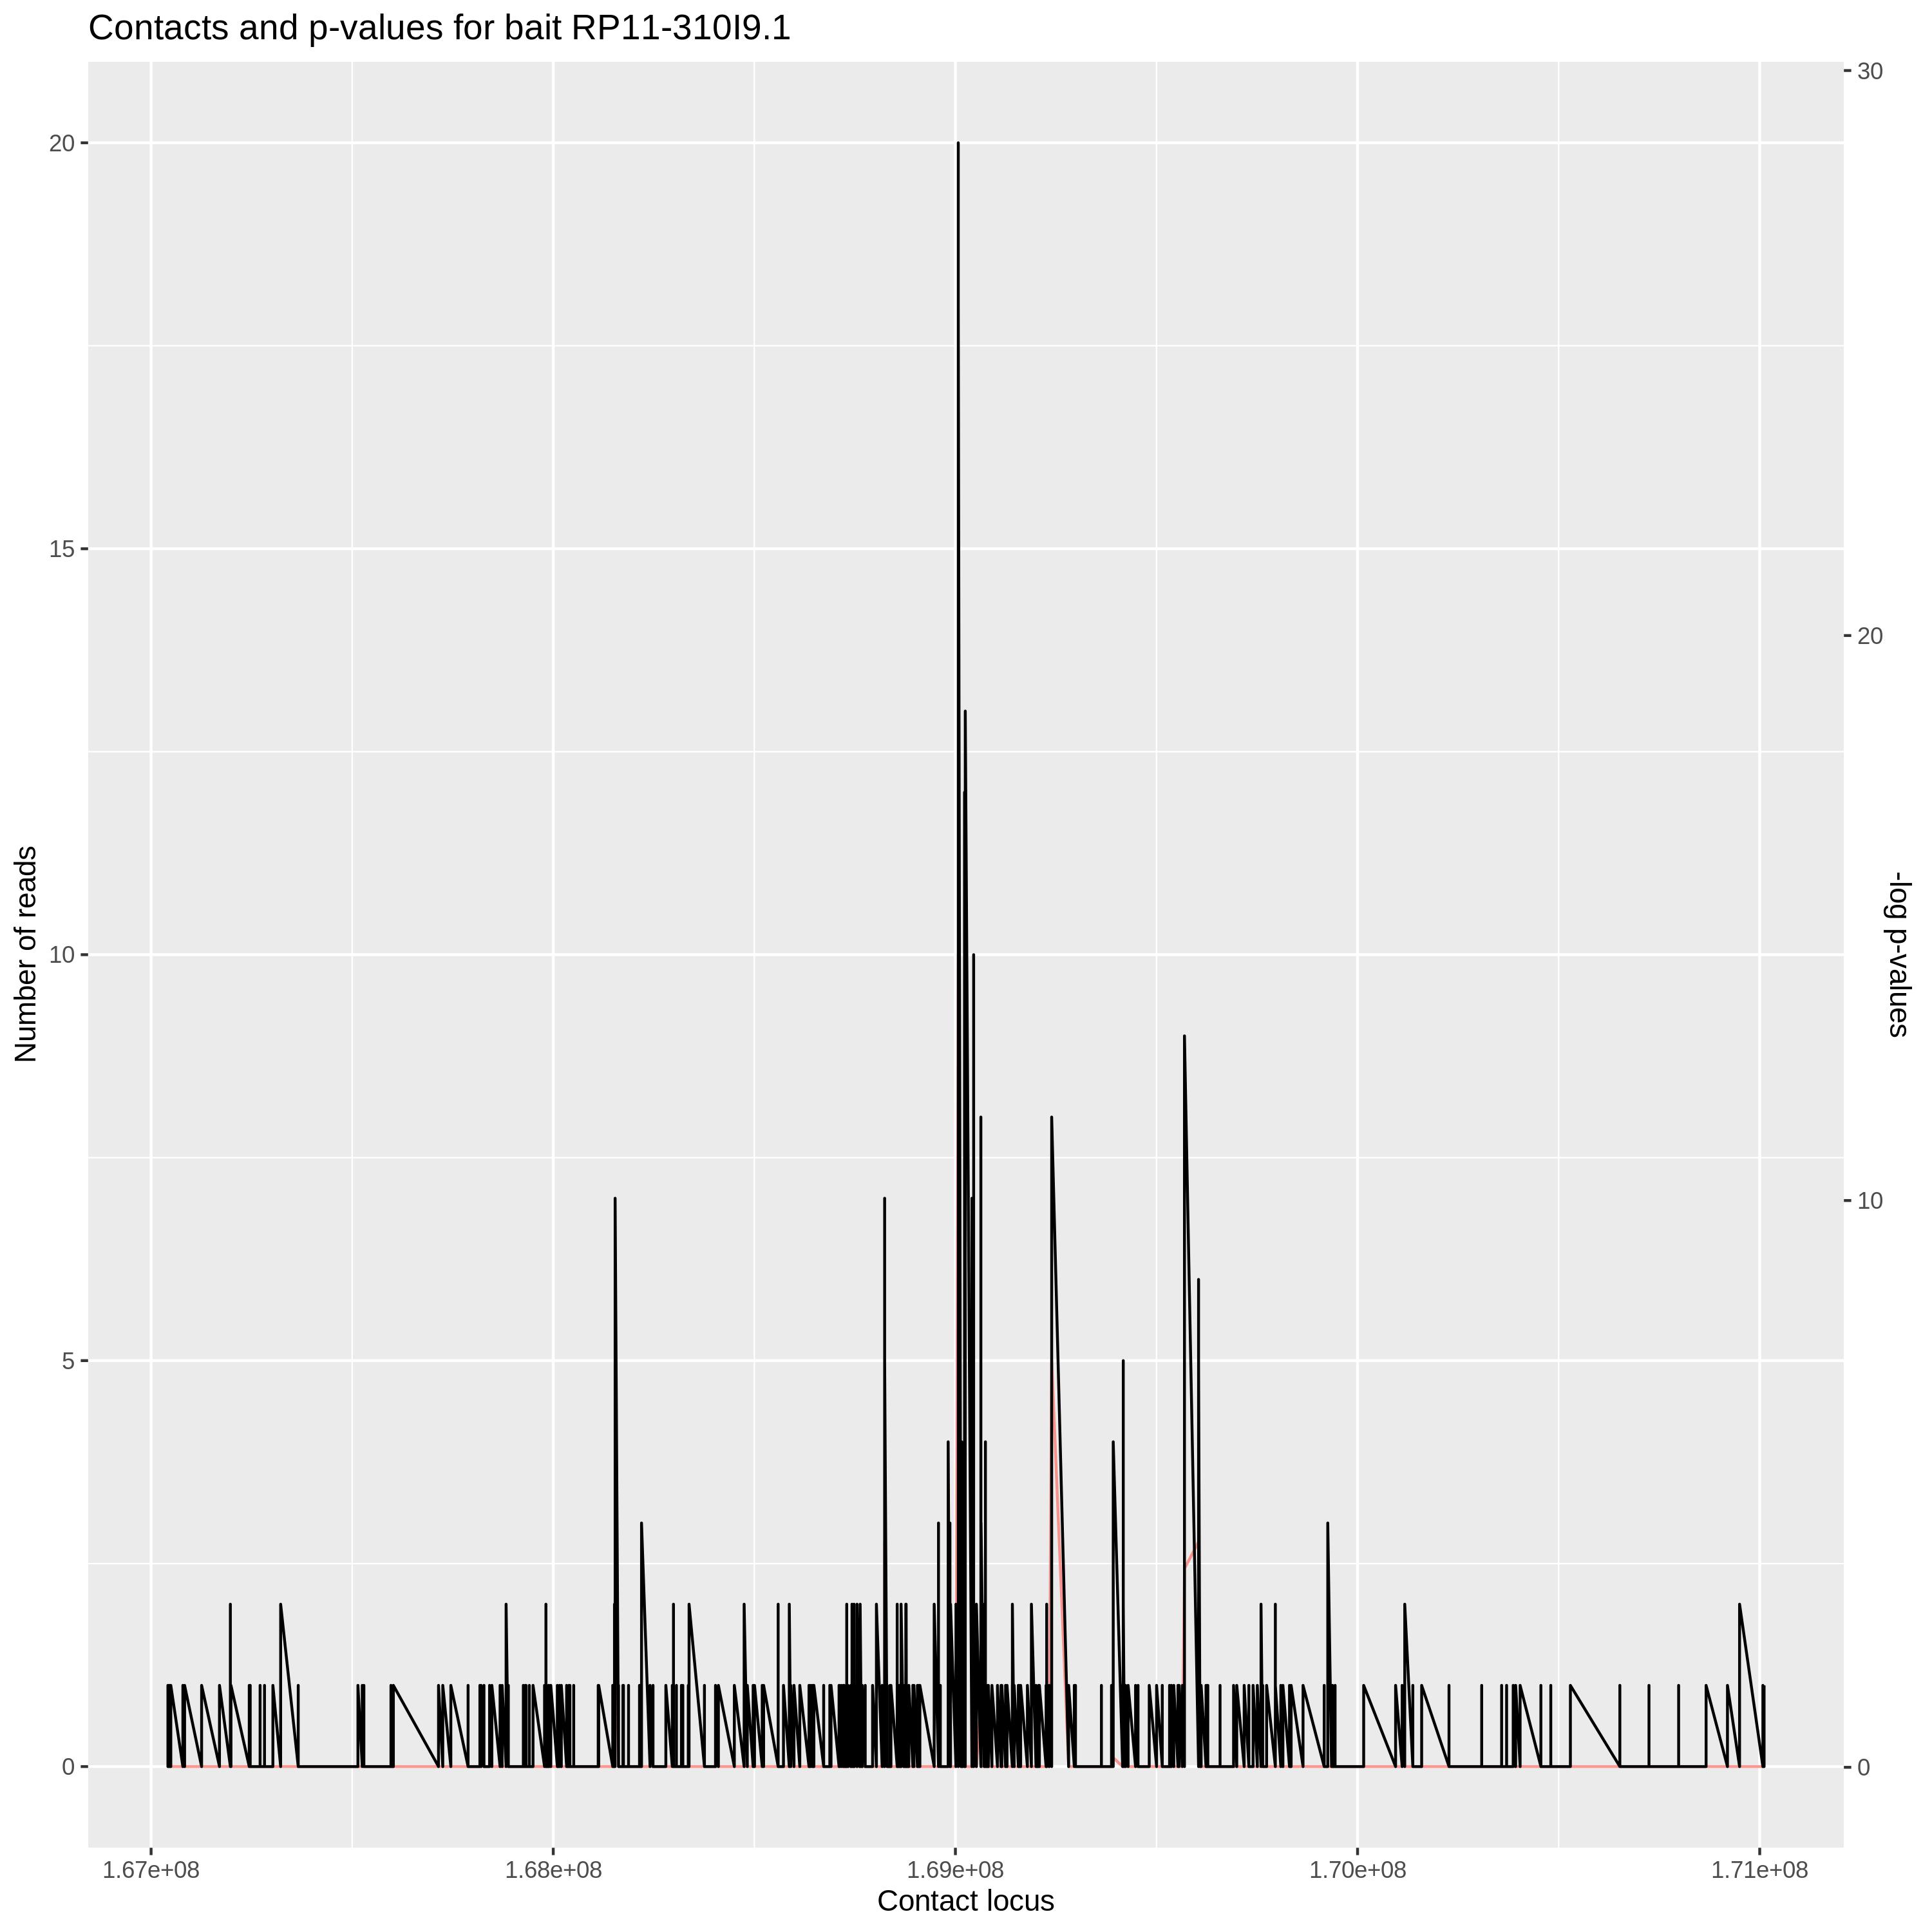 Contacts and p-values for bait RP11-310I9.1
Number of reads
20
15
10
5
0
30
20
10
0
-log p-values
1.67e+08 1.68e+08 1.69e+08 1.70e+08 1.71e+08
Contact locus